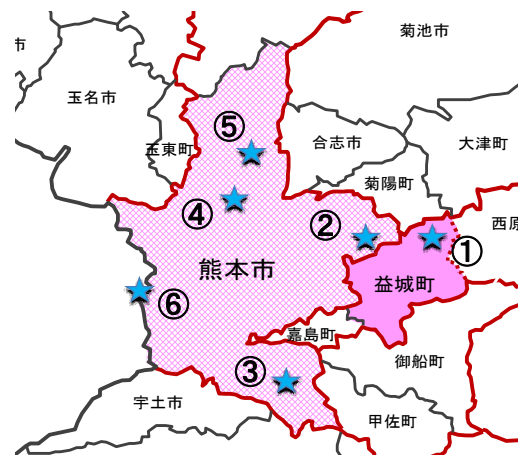 菊池市
市
玉名市
⑤
玉東町
合志市
大津町
菊陽町
④
②
西原
①
熊本市
益城町
⑥
嘉島町
御船町
③
宇土市
甲佐町